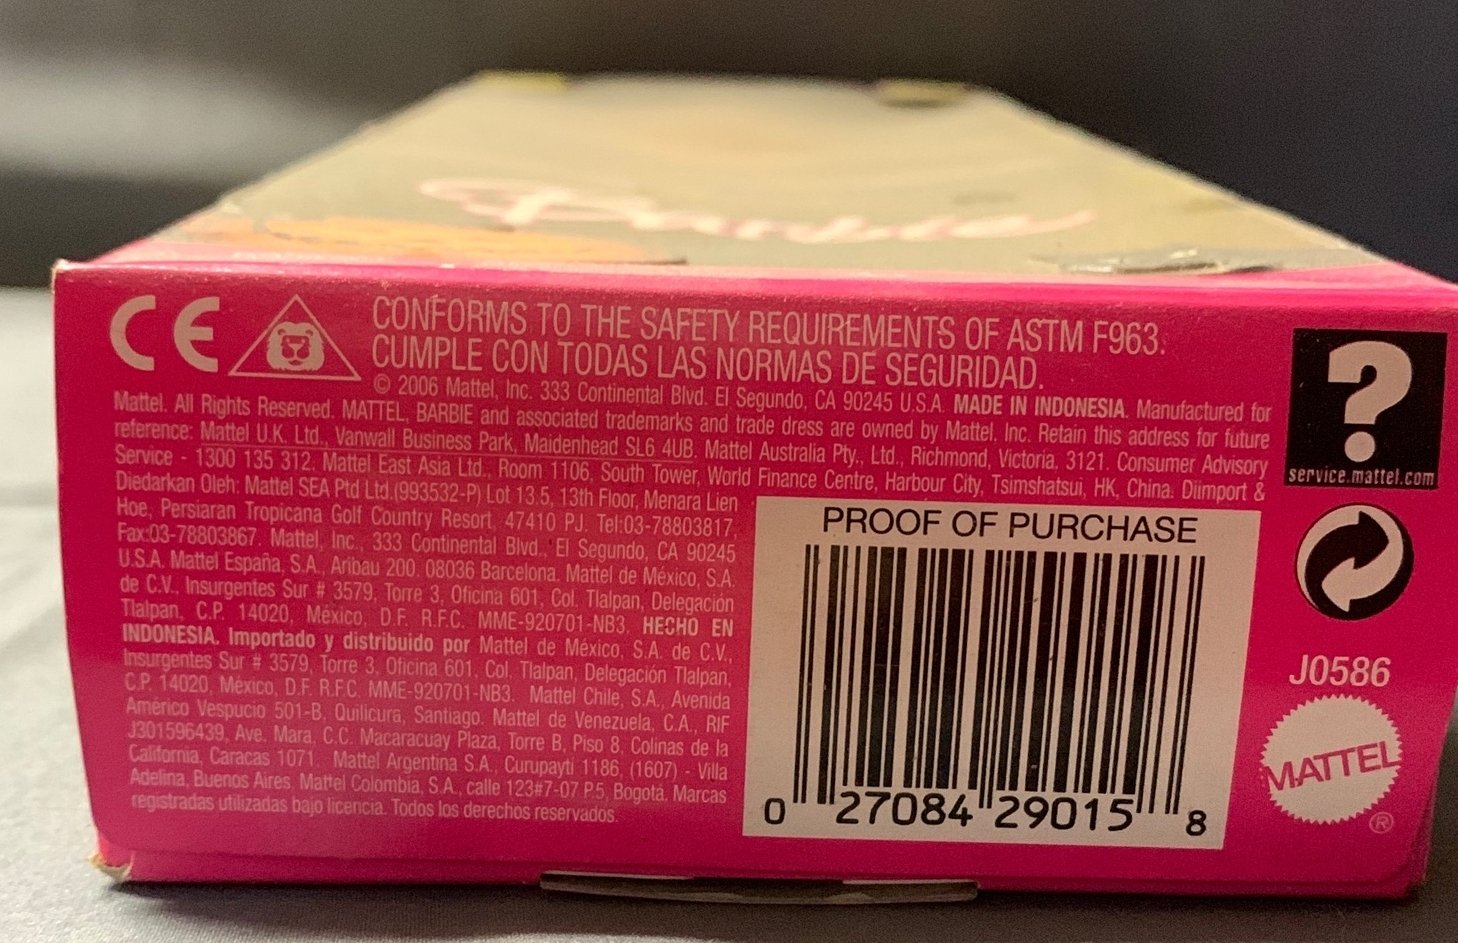 Barbie
CE
CONFORMS TO THE SAFETY REQUIREMENTS OF ASTM F963.
CUMPLE CON TODAS LAS NORMAS DE SEGURIDAD.
© 2006 Mattel, Inc. 333 Continental Blvd. El Segundo, CA 90245 U.S.A. MADE IN INDONESIA. Manufactured for
Mattel. All Rights Reserved. MATTEL, BARBIE and associated trademarks and trade dress are owned by Mattel, Inc. Retain this address for future
reference: Mattel U.K. Ltd., Vanwall Business Park, Maidenhead SL6 4UB. Mattel Australia Pty., Ltd., Richmond, Victoria. 3121. Consumer Advisory
Service - 1300 135 312. Mattel East Asia Ltd., Room 1106, South Tower, World Finance Centre, Harbour City, Tsimshatsui, HK, China. Diimport &
Diedarkan Oleh: Mattel SEA Ptd Ltd.(993532-P) Lot 13.5, 13th Floor, Menara Lien
Hoe, Persiaran Tropicana Golf Country Resort, 47410 PJ. Tel:03-78803817,
Fax:03-78803867. Mattel, Inc., 333 Continental Blvd., El Segundo, CA 90245
U.S.A. Mattel España, S.A., Aribau 200. 08036 Barcelona. Mattel de México, S.A.
de C.V., Insurgentes Sur # 3579, Torre 3, Oficina 601, Col. Tlalpan, Delegación
Tlalpan, C.P. 14020, México, D.F. R.F.C. MME-920701-NB3. HECHO EN
INDONESIA. Importado y distribuido por Mattel de México, S.A. de C.V.,
Insurgentes Sur # 3579, Torre 3, Oficina 601, Col. Tlalpan, Delegación Tlalpan,
C.P. 14020, México, D.F. R.F.C. MME-920701-NB3. Mattel Chile, S.A., Avenida
Américo Vespucio 501-B, Quilicura, Santiago. Mattel de Venezuela, C.A., RIF
J301596439, Ave. Mara, C.C. Macaracuay Plaza, Torre B, Piso 8, Colinas de la
California, Caracas 1071. Mattel Argentina S.A., Curupayti 1186, (1607) - Villa
Adelina, Buenos Aires. Mattel Colombia, S.A., calle 123#7-07 P.5, Bogotá. Marcas
registradas utilizadas bajo licencia. Todos los derechos reservados.
PROOF OF PURCHASE
0 27084 29015 8
?
service.mattel.com
J0586
MATTEL
®